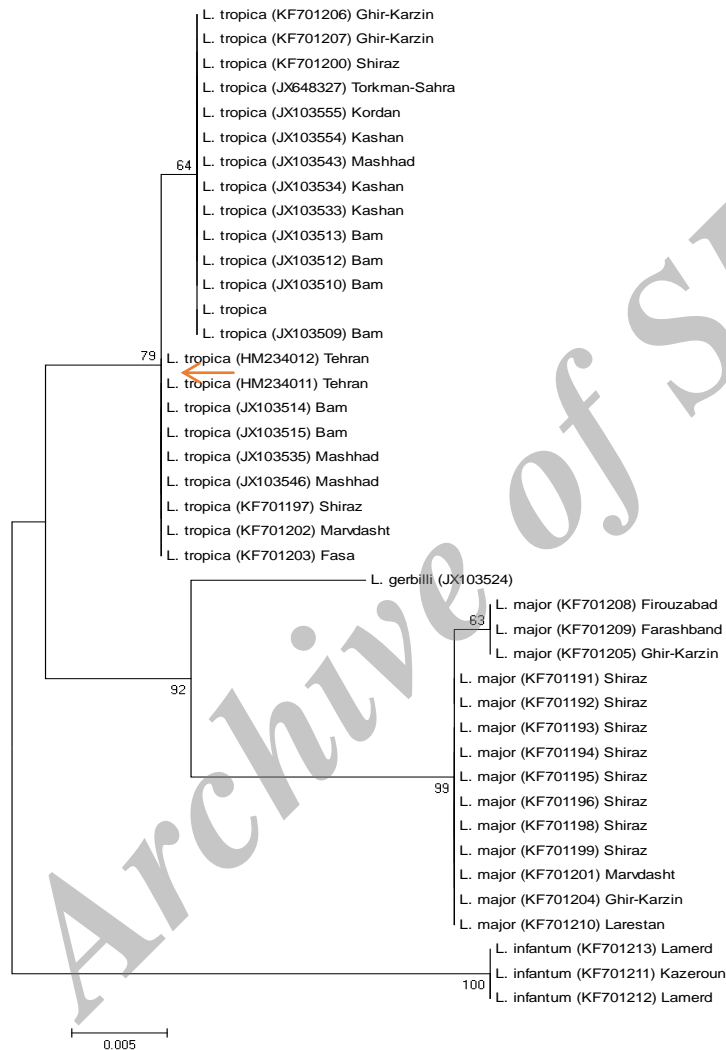 L. tropica (KF701206) Ghir-Karzin
L. tropica (KF701207) Ghir-Karzin
L. tropica (KF701200) Shiraz
L. tropica (JX648327) Torkman-Sahra
L. tropica (JX103555) Kordan
L. tropica (JX103554) Kashan
64
L. tropica (JX103543) Mashhad
L. tropica (JX103534) Kashan
L. tropica (JX103533) Kashan
L. tropica (JX103513) Bam
L. tropica (JX103512) Bam
L. tropica (JX103510) Bam
L. tropica
L. tropica (JX103509) Bam
79
L. tropica (HM234012) Tehran
L. tropica (HM234011) Tehran
L. tropica (JX103514) Bam
L. tropica (JX103515) Bam
L. tropica (JX103535) Mashhad
L. tropica (JX103546) Mashhad
L. tropica (KF701197) Shiraz
L. tropica (KF701202) Marvdasht
L. tropica (KF701203) Fasa
L. gerbilli (JX103524)
L. major (KF701208) Firouzabad
63
L. major (KF701209) Farashband
L. major (KF701205) Ghir-Karzin
L. major (KF701191) Shiraz
92
L. major (KF701192) Shiraz
L. major (KF701193) Shiraz
L. major (KF701194) Shiraz
L. major (KF701195) Shiraz
99
L. major (KF701196) Shiraz
L. major (KF701198) Shiraz
L. major (KF701199) Shiraz
L. major (KF701201) Marvdasht
L. major (KF701204) Ghir-Karzin
L. major (KF701210) Larestan
L. infantum (KF701213) Lamerd
L. infantum (KF701211) Kazeroun
100
L. infantum (KF701212) Lamerd
0.005
Archive of